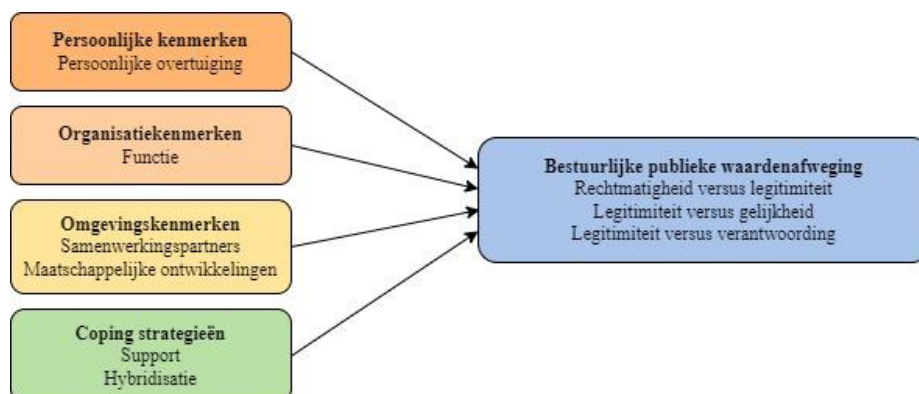 Persoonlijke kenmerken
Persoonlijke overtuiging
Organisatiekenmerken
Functie
Omgevingskenmerken
Samenwerkingspartners
Maatschappelijke ontwikkelingen
Coping strategieën
Support
Hybridisatie
Bestuurlijke publieke waardenafweging
Rechtmatigheid versus legitimiteit
Legitimiteit versus gelijkheid
Legitimiteit versus verantwoording